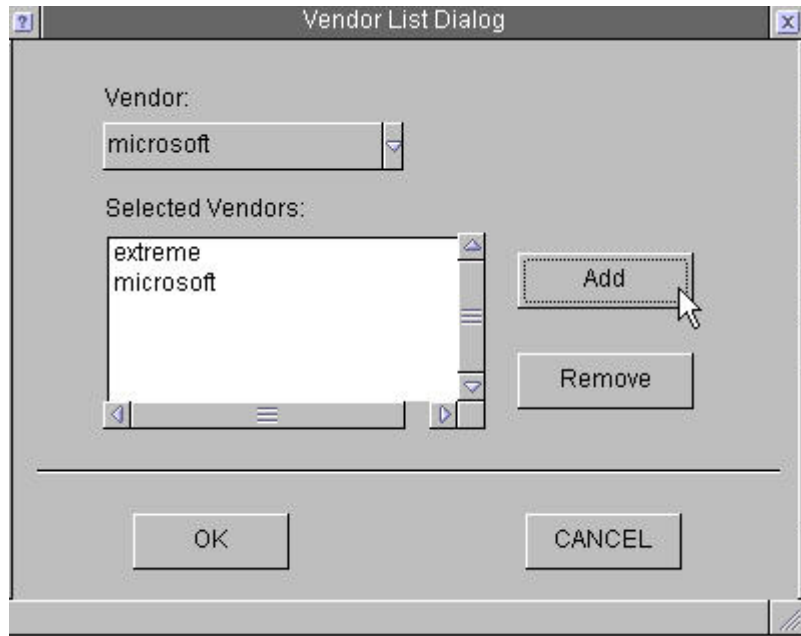 Vendor List Dialog
Vendor:
microsoft
Selected Vendors:
extreme
microsoft
Add
Remove
OK
CANCEL